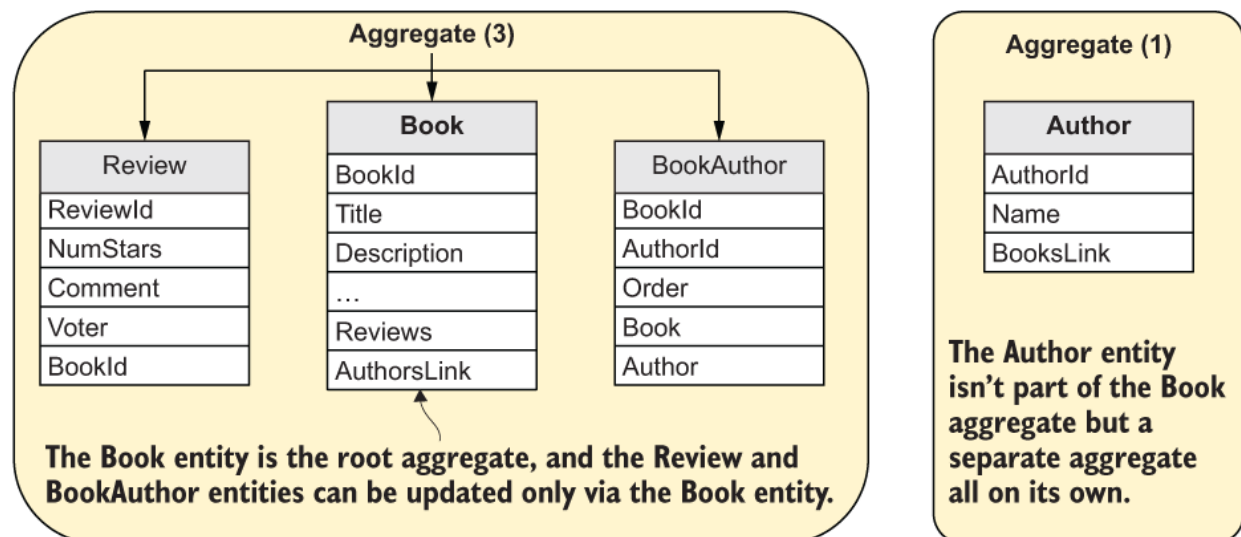 Aggregate (3)
Review
ReviewId
NumStars
Comment
Voter
BookId
Book
BookId
Title
Description
...
Reviews
AuthorsLink
BookAuthor
BookId
AuthorId
Order
Book
Author
The Book entity is the root aggregate, and the Review and
BookAuthor entities can be updated only via the Book entity.
Aggregate (1)
Author
AuthorId
Name
BooksLink
The Author entity
isn't part of the Book
aggregate but a
separate aggregate
all on its own.